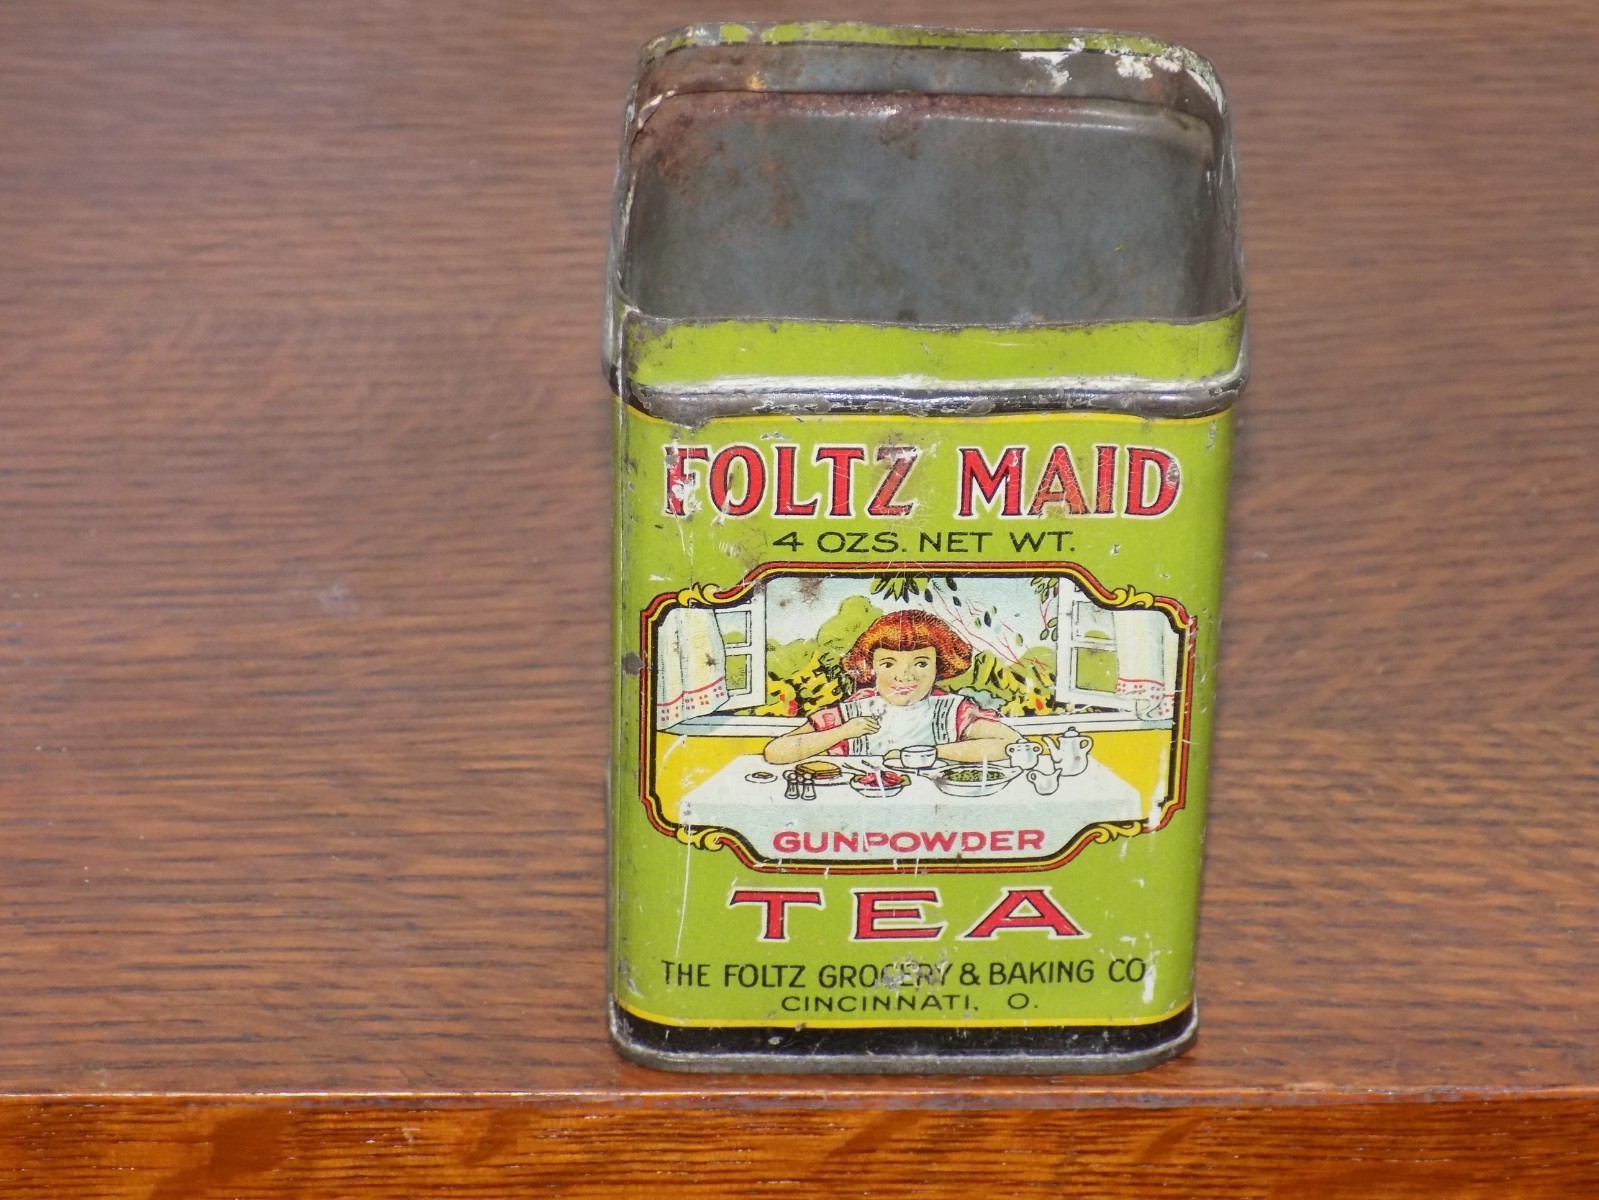 FOLTZ MAID
4 OZS. NET WT.
GUNPOWDER
TEA
THE FOLTZ GROCERY & BAKING CO
CINCINNATI, O.